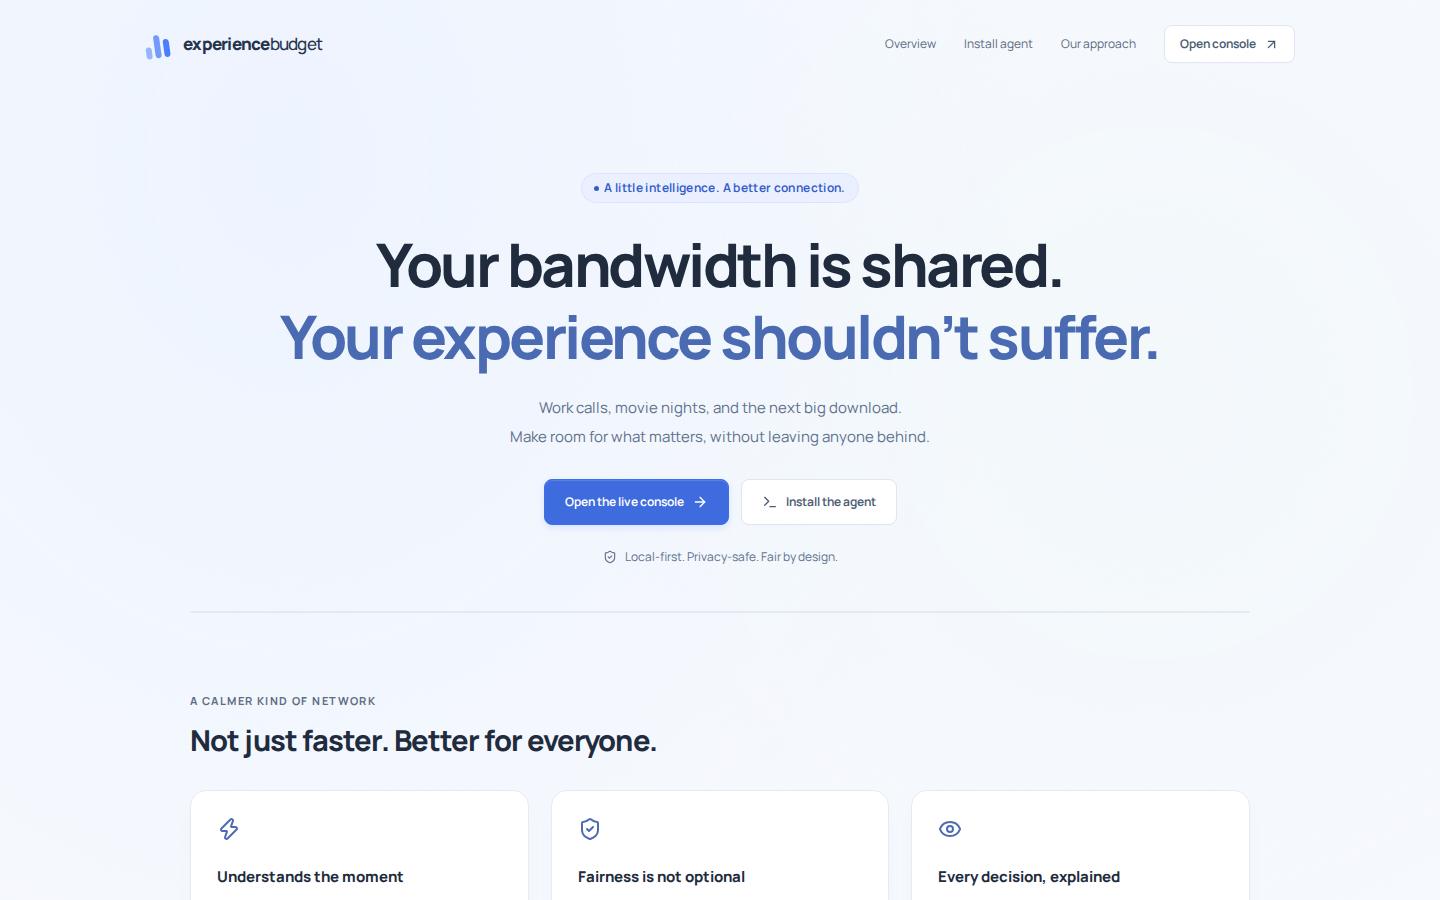 experiencebudget
Overview
Install agent
Our approach
Open console
A little intelligence. A better connection.
Your bandwidth is shared.
Your experience shouldn’t suffer.
Work calls, movie nights, and the next big download.
Make room for what matters, without leaving anyone behind.
Open the live console
Install the agent
Local-first. Privacy-safe. Fair by design.
A CALMER KIND OF NETWORK
Not just faster. Better for everyone.
Understands the moment
Fairness is not optional
Every decision, explained